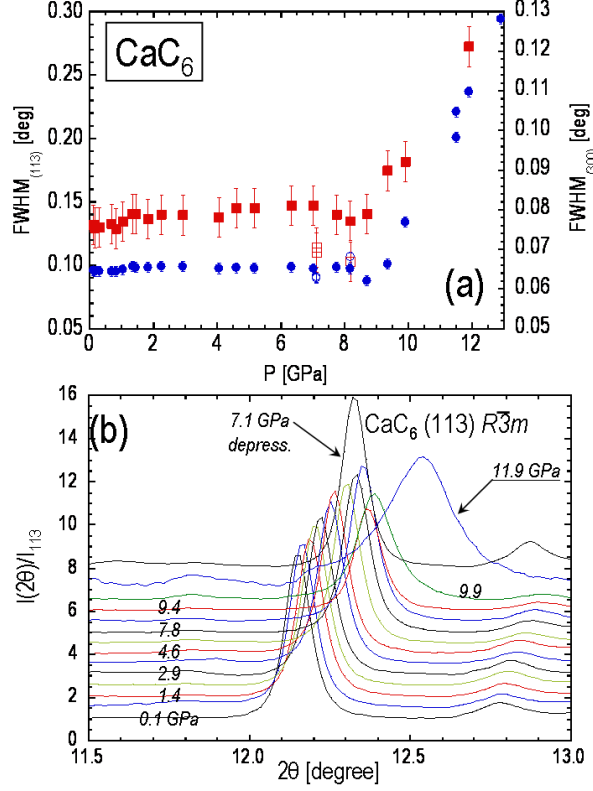 0.30
0.25
0.20
0.15
0.10
0.05
FWHM(113) [deg]
CaC6
0.13
0.12
0.11
0.10
0.09
0.08
0.07
0.06
0.05
FWHM(300) [deg]
(a)
0 2 4 6 8 10 12
P [GPa]
16
14
12
10
8
6
4
2
0
I(2θ)/I113
(b)
7.1 GPa
depress.
CaC6 (113) R3̅m
11.9 GPa
9.9
9.4
7.8
4.6
2.9
1.4
0.1 GPa
11.5 12.0 12.5 13.0
2θ [degree]